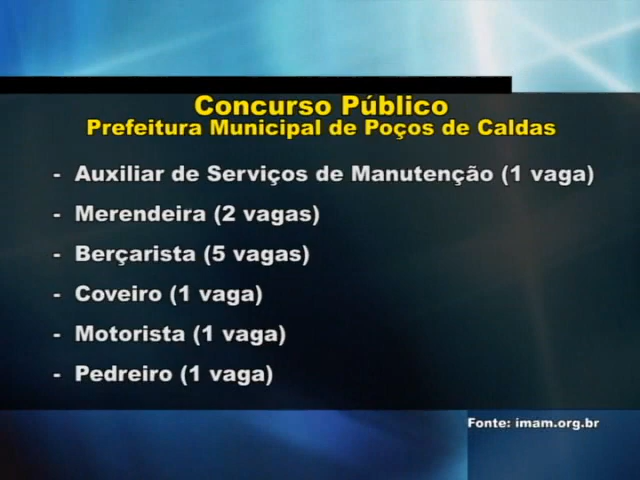 Concurso Público
Prefeitura Municipal de Poços de Caldas
- Auxiliar de Serviços de Manutenção (1 vaga)
- Merendeira (2 vagas)
- Berçarista (5 vagas)
- Coveiro (1 vaga)
- Motorista (1 vaga)
- Pedreiro (1 vaga)
Fonte: imam.org.br